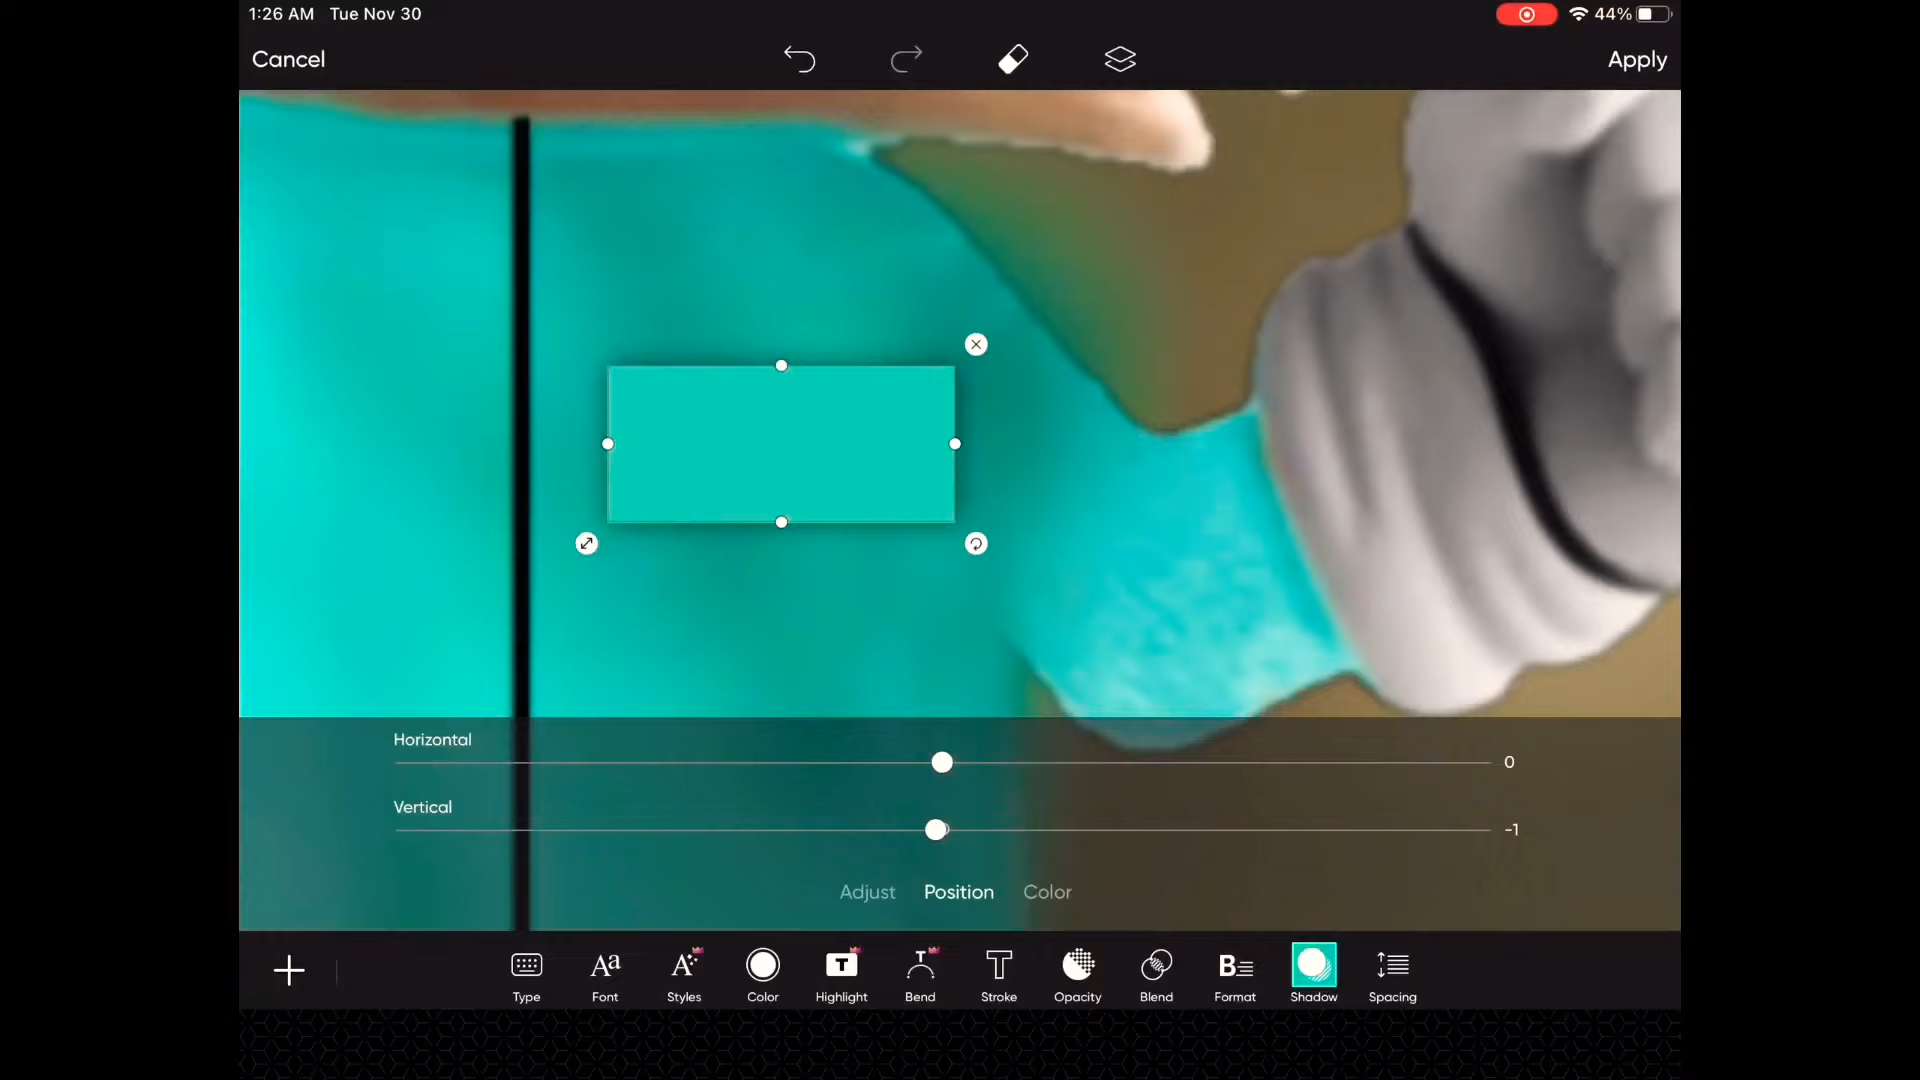 1:26 AM Tue Nov 30 44%
Cancel Apply
Horizontal
0
Vertical
-1
Adjust Position Color
Type Font Styles Color Highlight Bend Stroke Opacity Blend Format Shadow Spacing